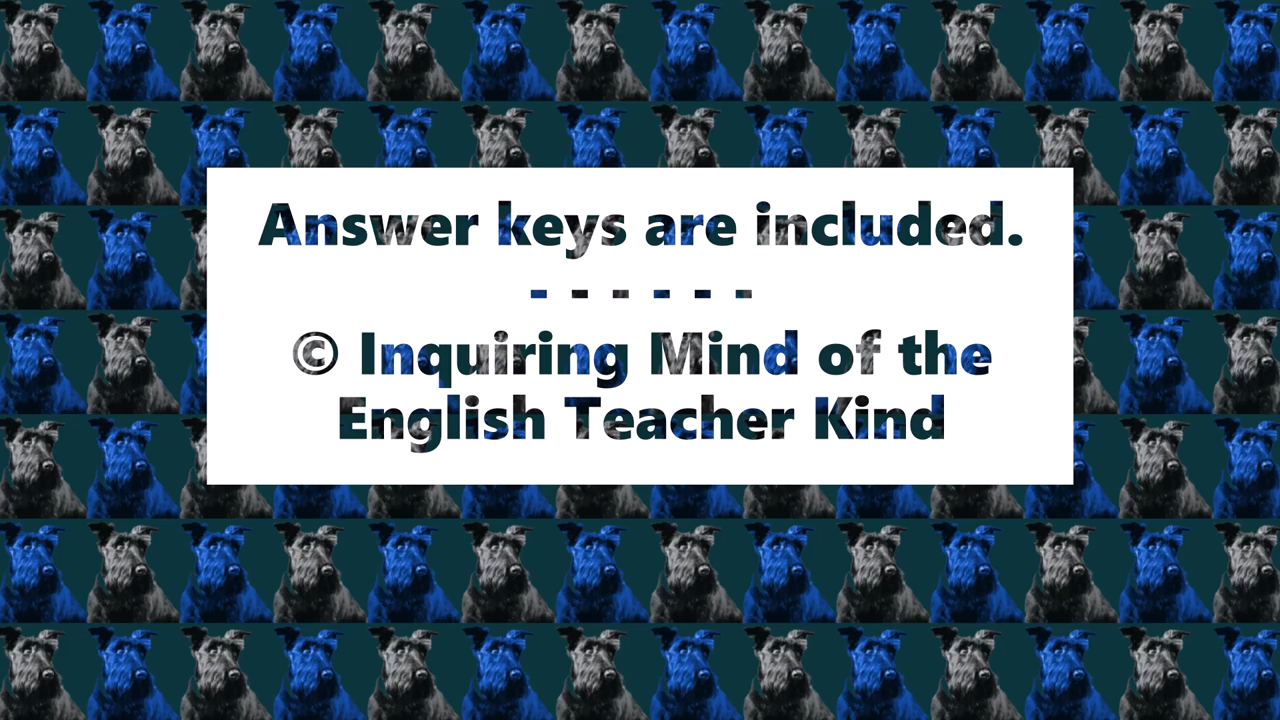 Answer keys are included.
- - - - - -
© Inquiring Mind of the
English Teacher Kind